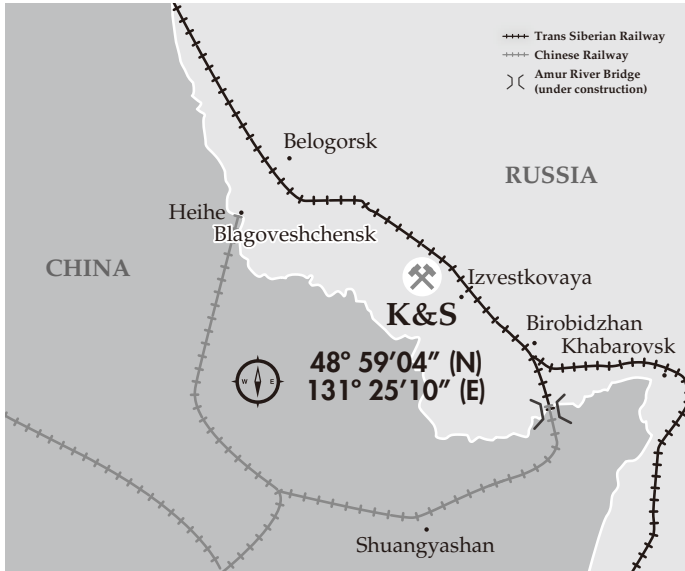 Trans Siberian Railway
Chinese Railway
Amur River Bridge
(under construction)
Belogorsk
RUSSIA
Heihe
Blagoveshchensk
CHINA
Izvestkovaya
K&S
Birobidzhan
Khabarovsk
48° 59'04" (N)
131° 25'10" (E)
W E
Shuangyashan